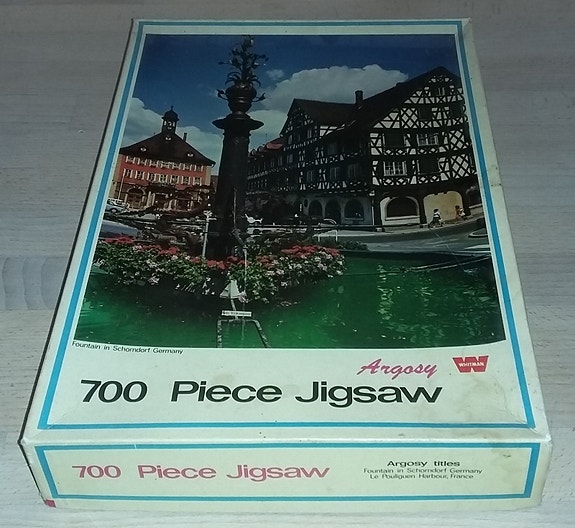 Fountain in Schorndorf Germany
Argosy
WHITMAN
700 Piece Jigsaw
700 Piece Jigsaw
Argosy titles
Fountain in Schorndorf Germany
Le Pouliguen Harbour, France